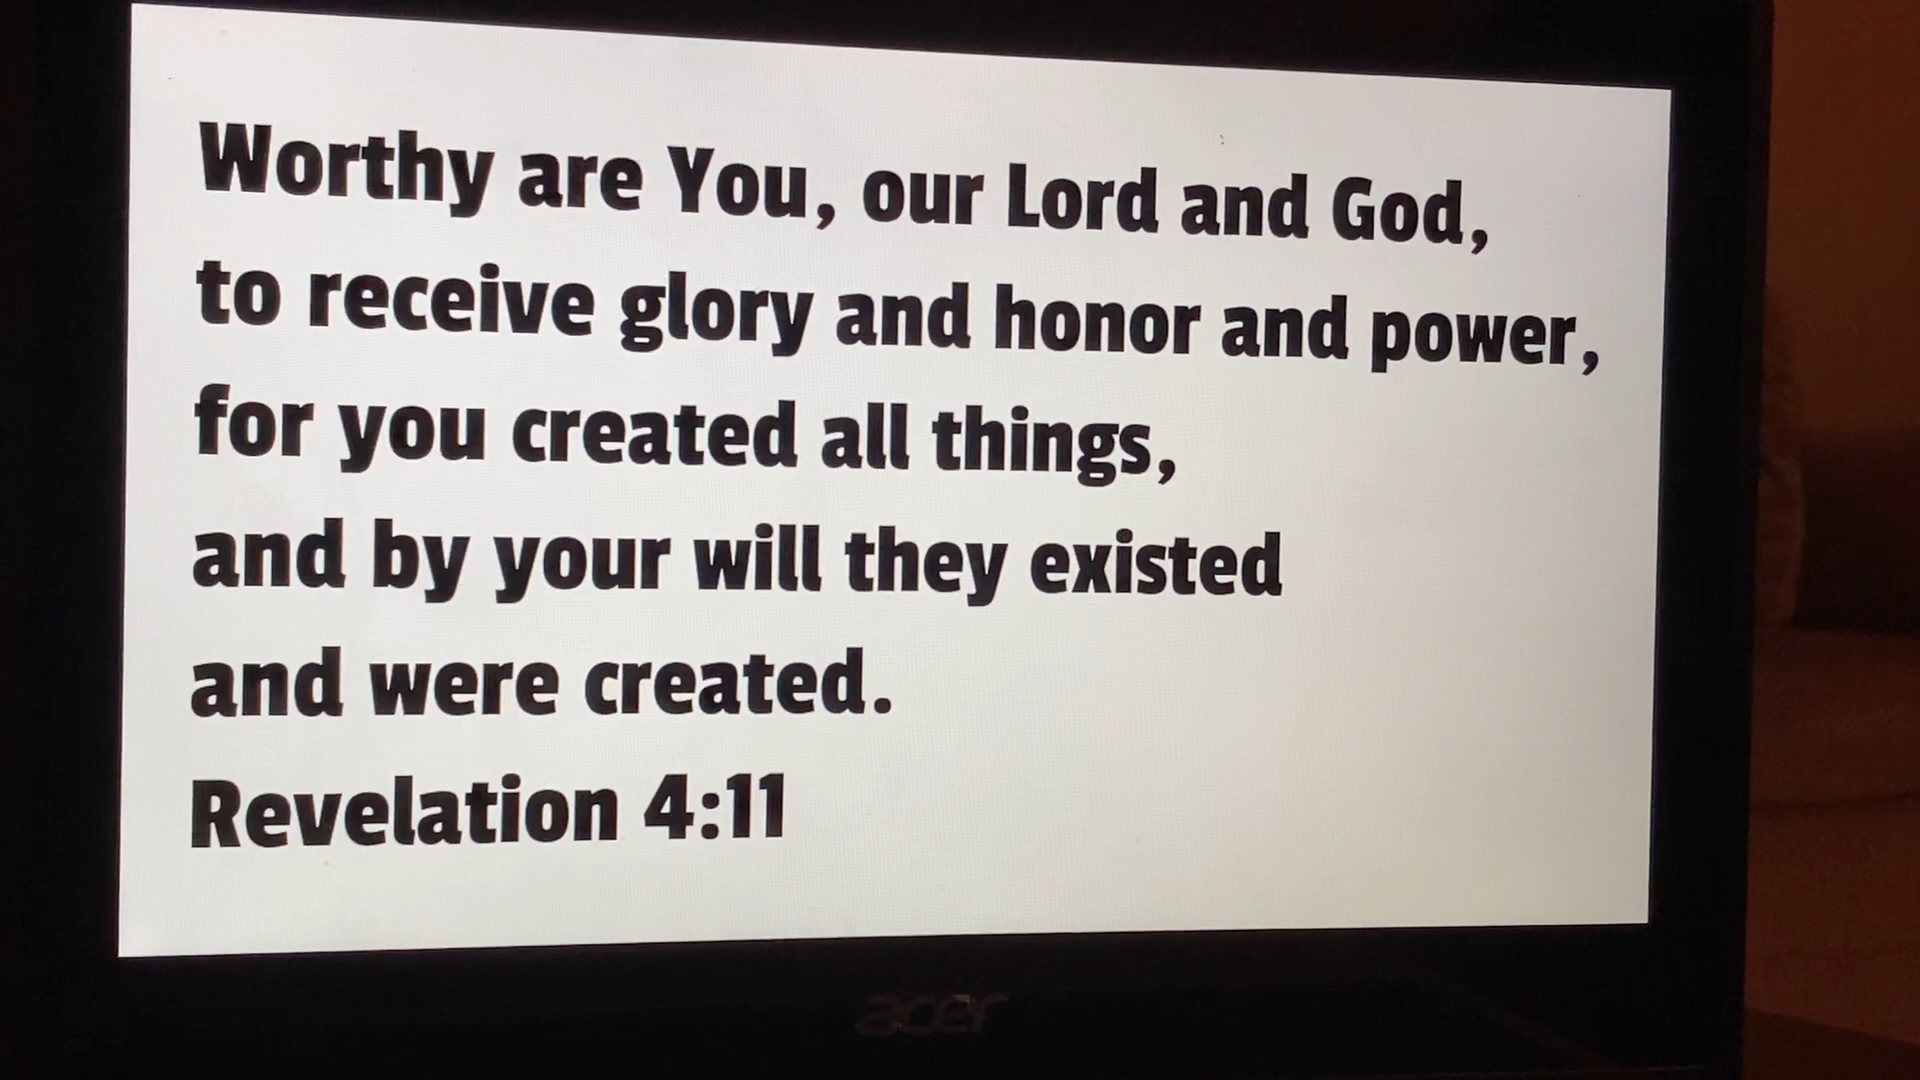 Worthy are You, our Lord and God,
to receive glory and honor and power,
for you created all things,
and by your will they existed
and were created.
Revelation 4:11
acer